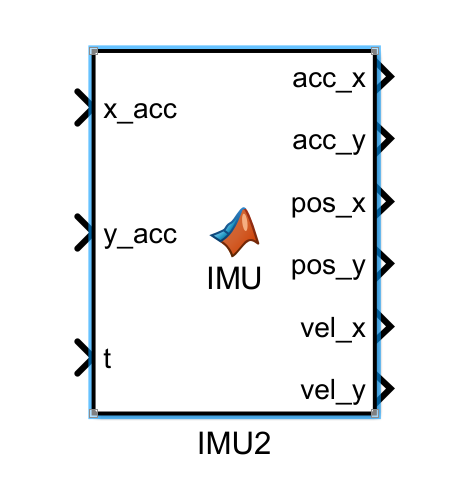 acc_x
x_acc
acc_y
pos_x
y_acc
pos_y
IMU
vel_x
t
vel_y
IMU2